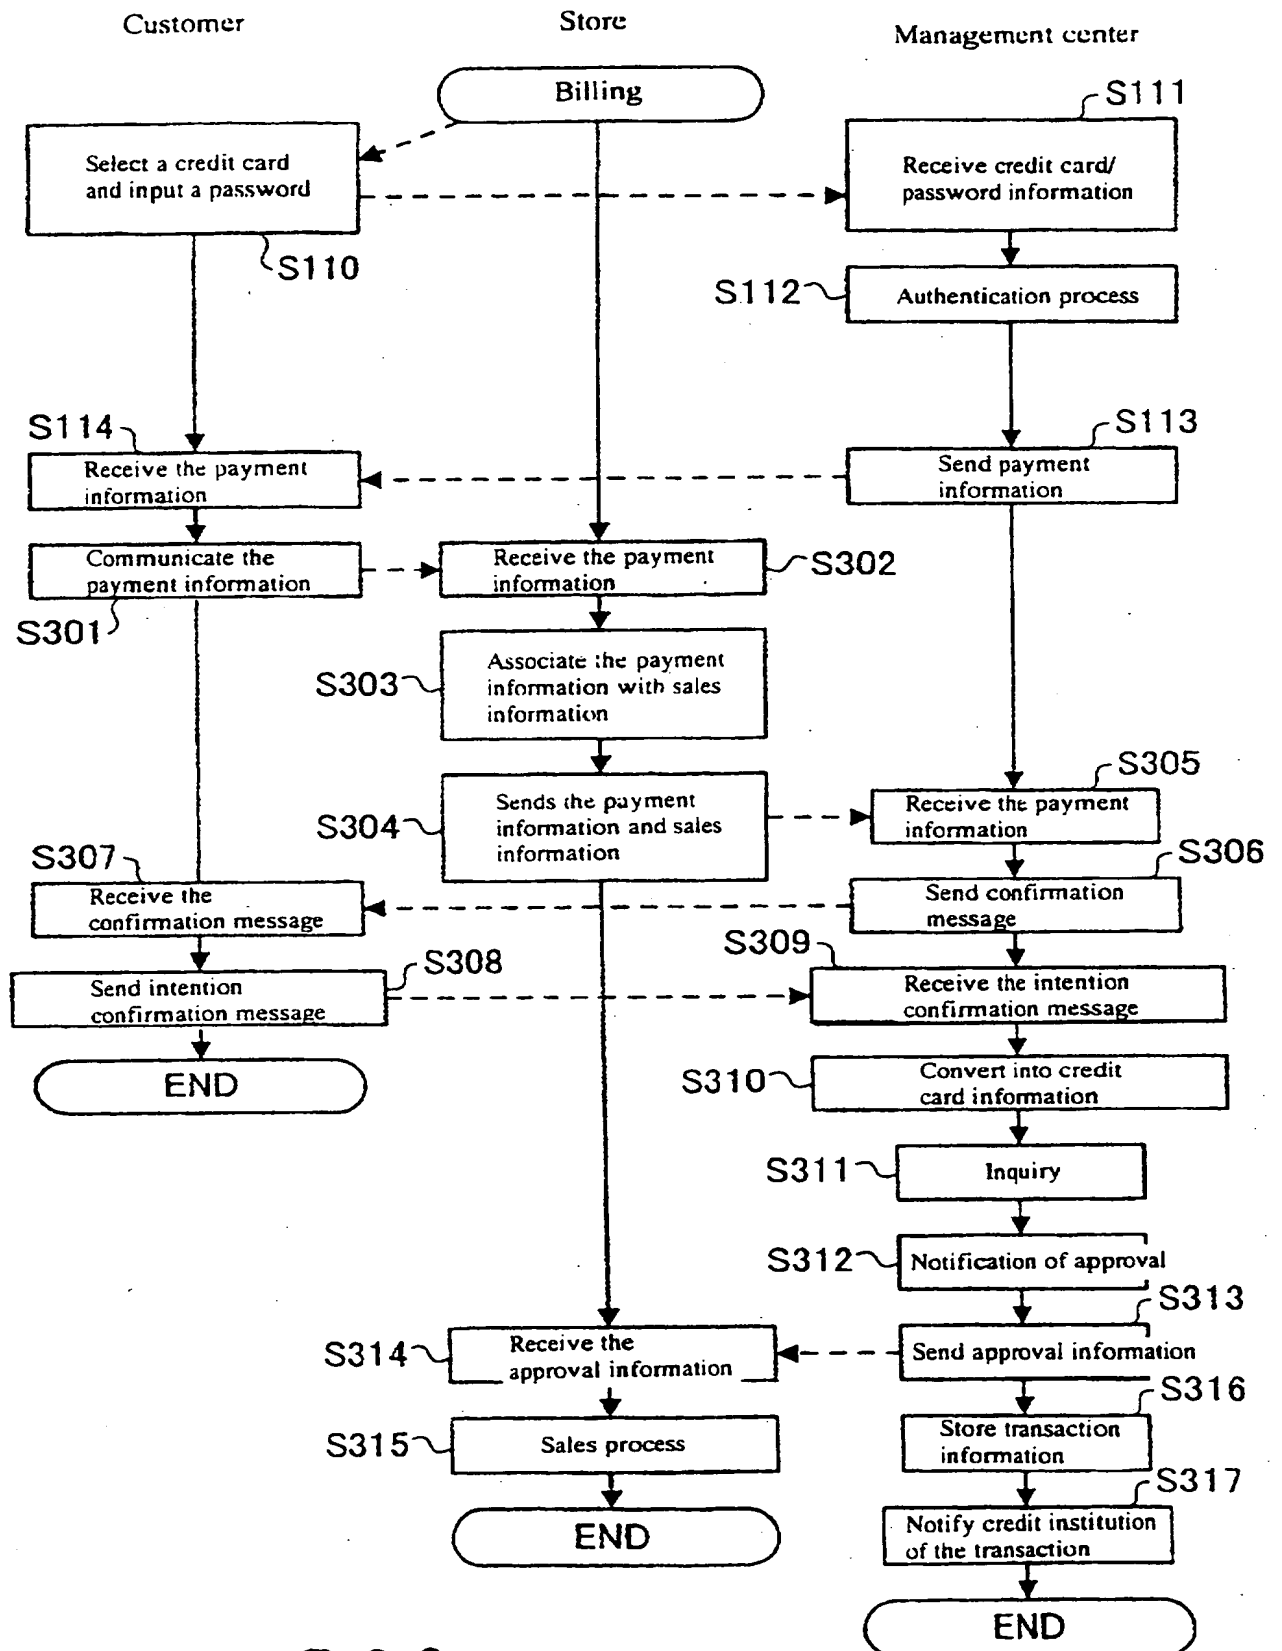 Customer
Store
Management center
Billing
S111
Select a credit card
and input a password
Receive credit card/
password information
S110
S112
Authentication process
S114
S113
Receive the payment
information
Send payment
information
Communicate the
payment information
Receive the payment
information
S302
S301
S303
Associate the payment
information with sales
information
S305
S304
Sends the payment
information and sales
information
Receive the payment
information
S307
S306
Receive the
confirmation message
Send confirmation
message
S309
S308
Send intention
confirmation message
Receive the intention
confirmation message
END
S310
Convert into credit
card information
S311
Inquiry
S312
Notification of approval
S313
S314
Receive the
approval information
Send approval information
S316
S315
Sales process
Store transaction
information
S317
END
Notify credit institution
of the transaction
END